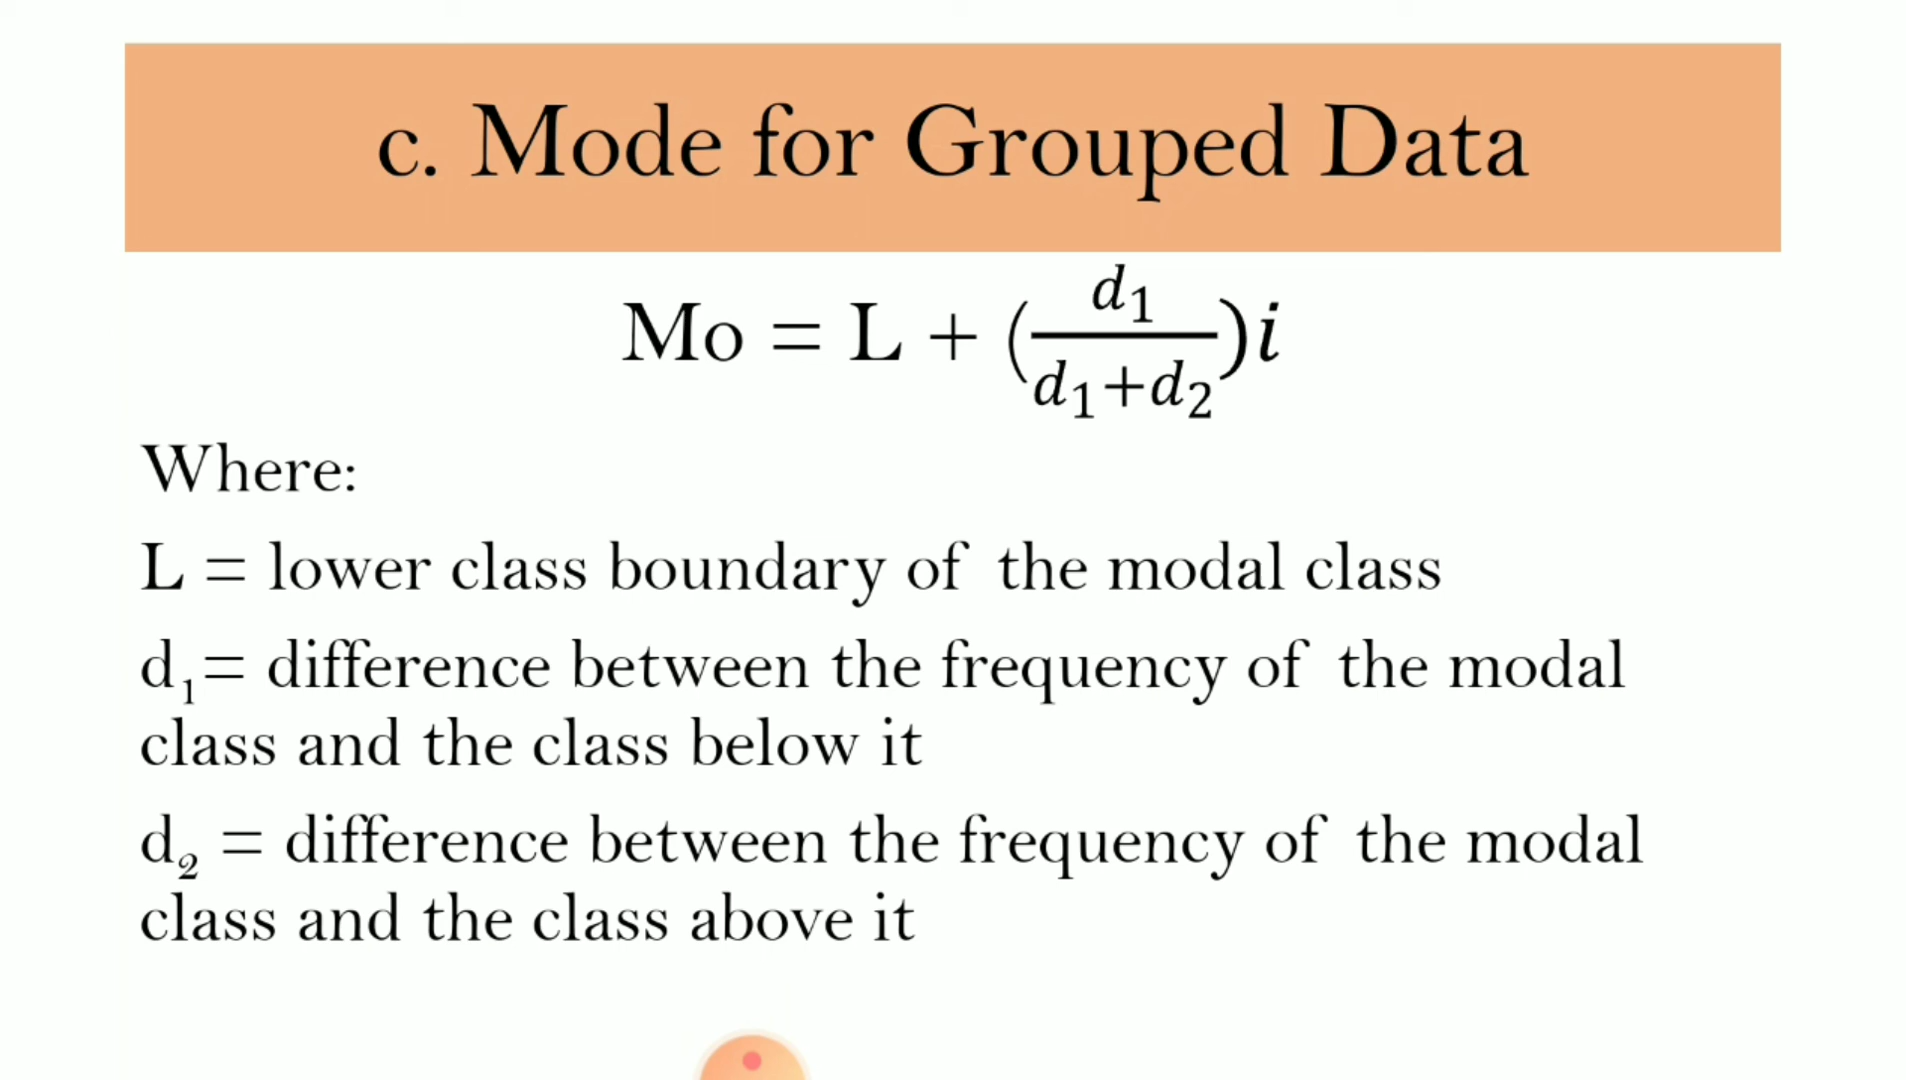 c. Mode for Grouped Data
Mo = L + (d₁/(d₁+d₂))i
Where:
L = lower class boundary of the modal class
d₁= difference between the frequency of the modal
class and the class below it
d₂ = difference between the frequency of the modal
class and the class above it